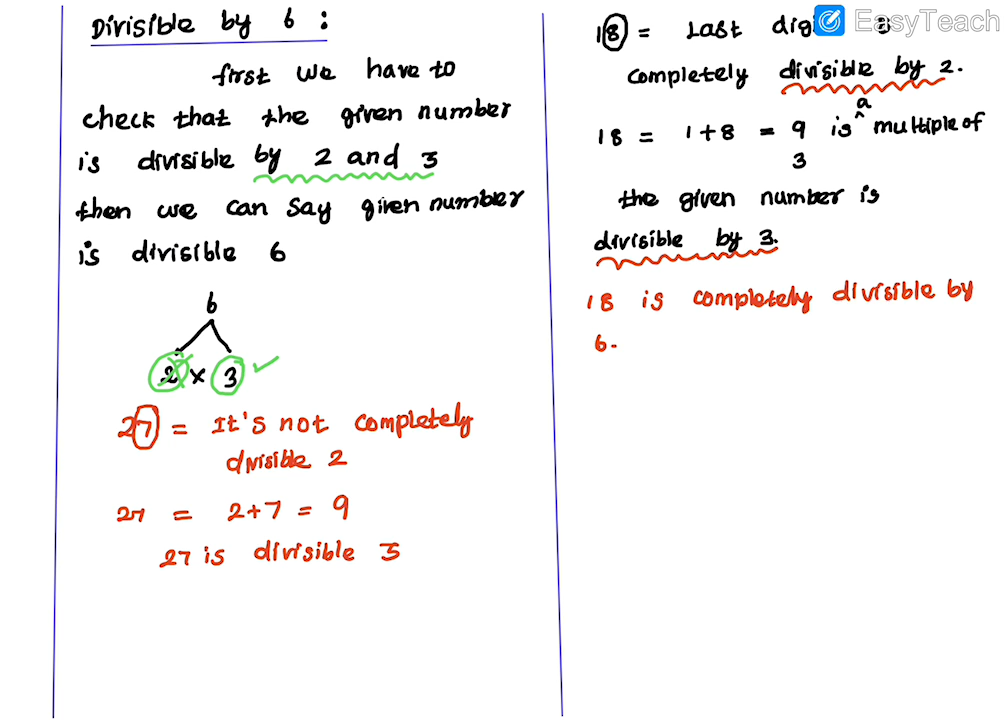 Divisible by 6 :
first we have to
check that the given number
is divisible by 2 and 3
then we can say given number
is divisible 6
6
2 x 3 ✓
27 = It's not completely
divisible 2
27 = 2+7 = 9
27 is divisible 3
18 = Last dig 8
completely divisible by 2.
18 = 1+8 = 9 is ^a multiple of
3
the given number is
divisible by 3.
18 is completely divisible by
6.
EasyTeach